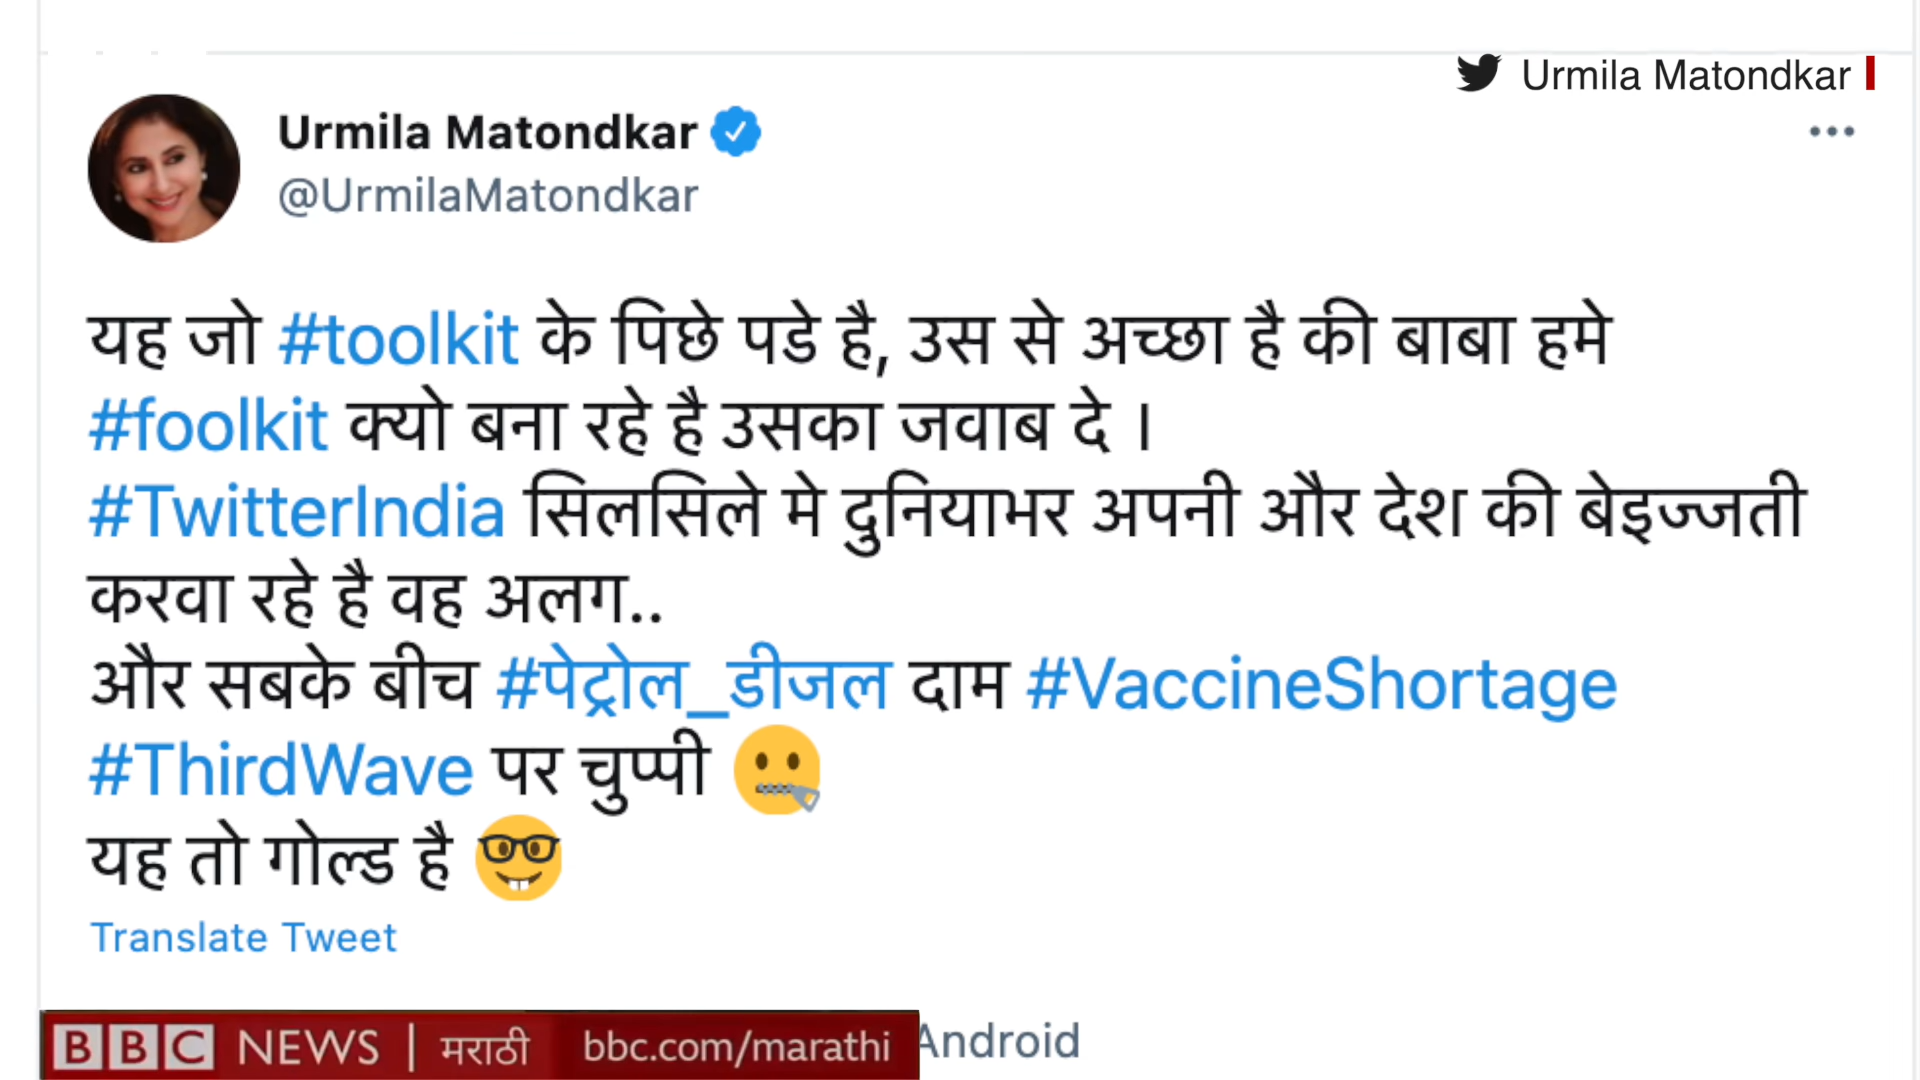 Urmila Matondkar
Urmila Matondkar
@UrmilaMatondkar
यह जो #toolkit के पिछे पडे है, उस से अच्छा है की बाबा हमे
#foolkit क्यो बना रहे है उसका जवाब दे ।
#TwitterIndia सिलसिले मे दुनियाभर अपनी और देश की बेइज्जती
करवा रहे है वह अलग..
और सबके बीच #पेट्रोल_डीजल दाम #VaccineShortage
#ThirdWave पर चुप्पी 🤐
यह तो गोल्ड है 🤓
Translate Tweet
BBC NEWS | मराठी bbc.com/marathi
Android